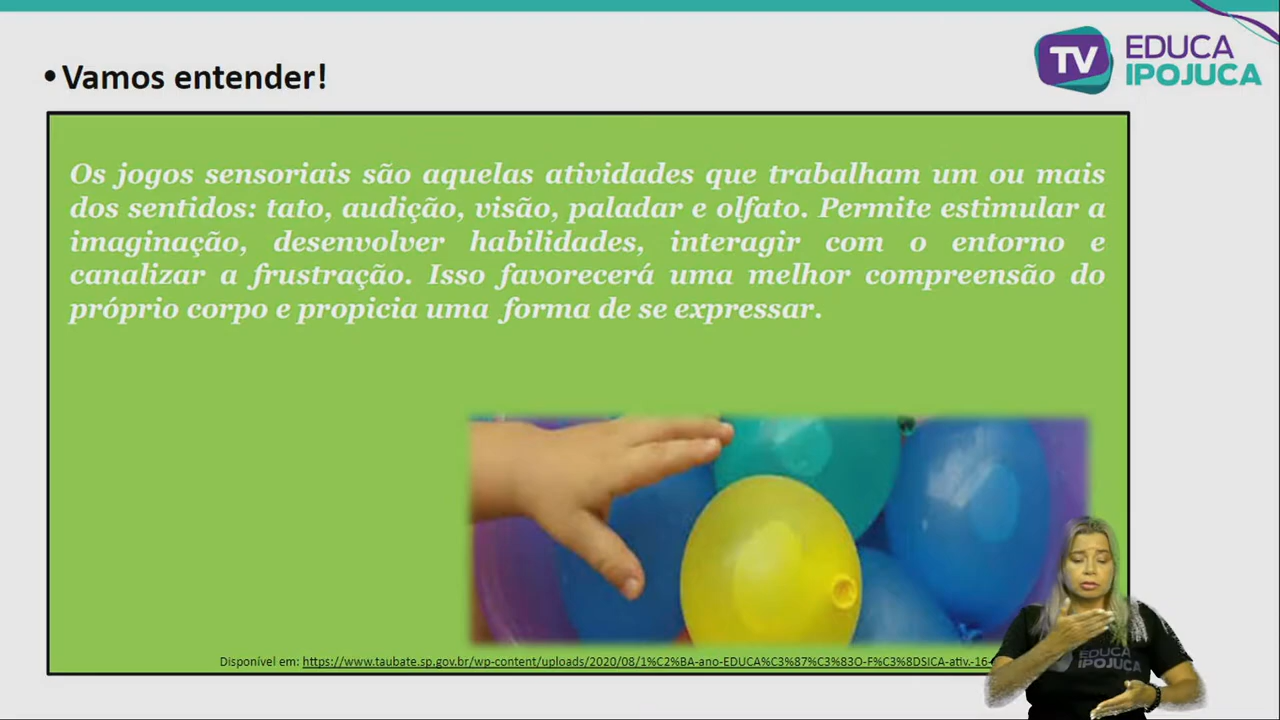 • Vamos entender!
TV EDUCA
IPOJUCA
Os jogos sensoriais são aquelas atividades que trabalham um ou mais
dos sentidos: tato, audição, visão, paladar e olfato. Permite estimular a
imaginação, desenvolver habilidades, interagir com o entorno e
canalizar a frustração. Isso favorecerá uma melhor compreensão do
próprio corpo e propicia uma forma de se expressar.
Disponível em: https://www.taubate.sp.gov.br/wp-content/uploads/2020/08/1%C2%BA-ano-EDUCA%C3%87%C3%83O-F%C3%8DSICA-ativ.-16-
EDUCA
IPOJUCA